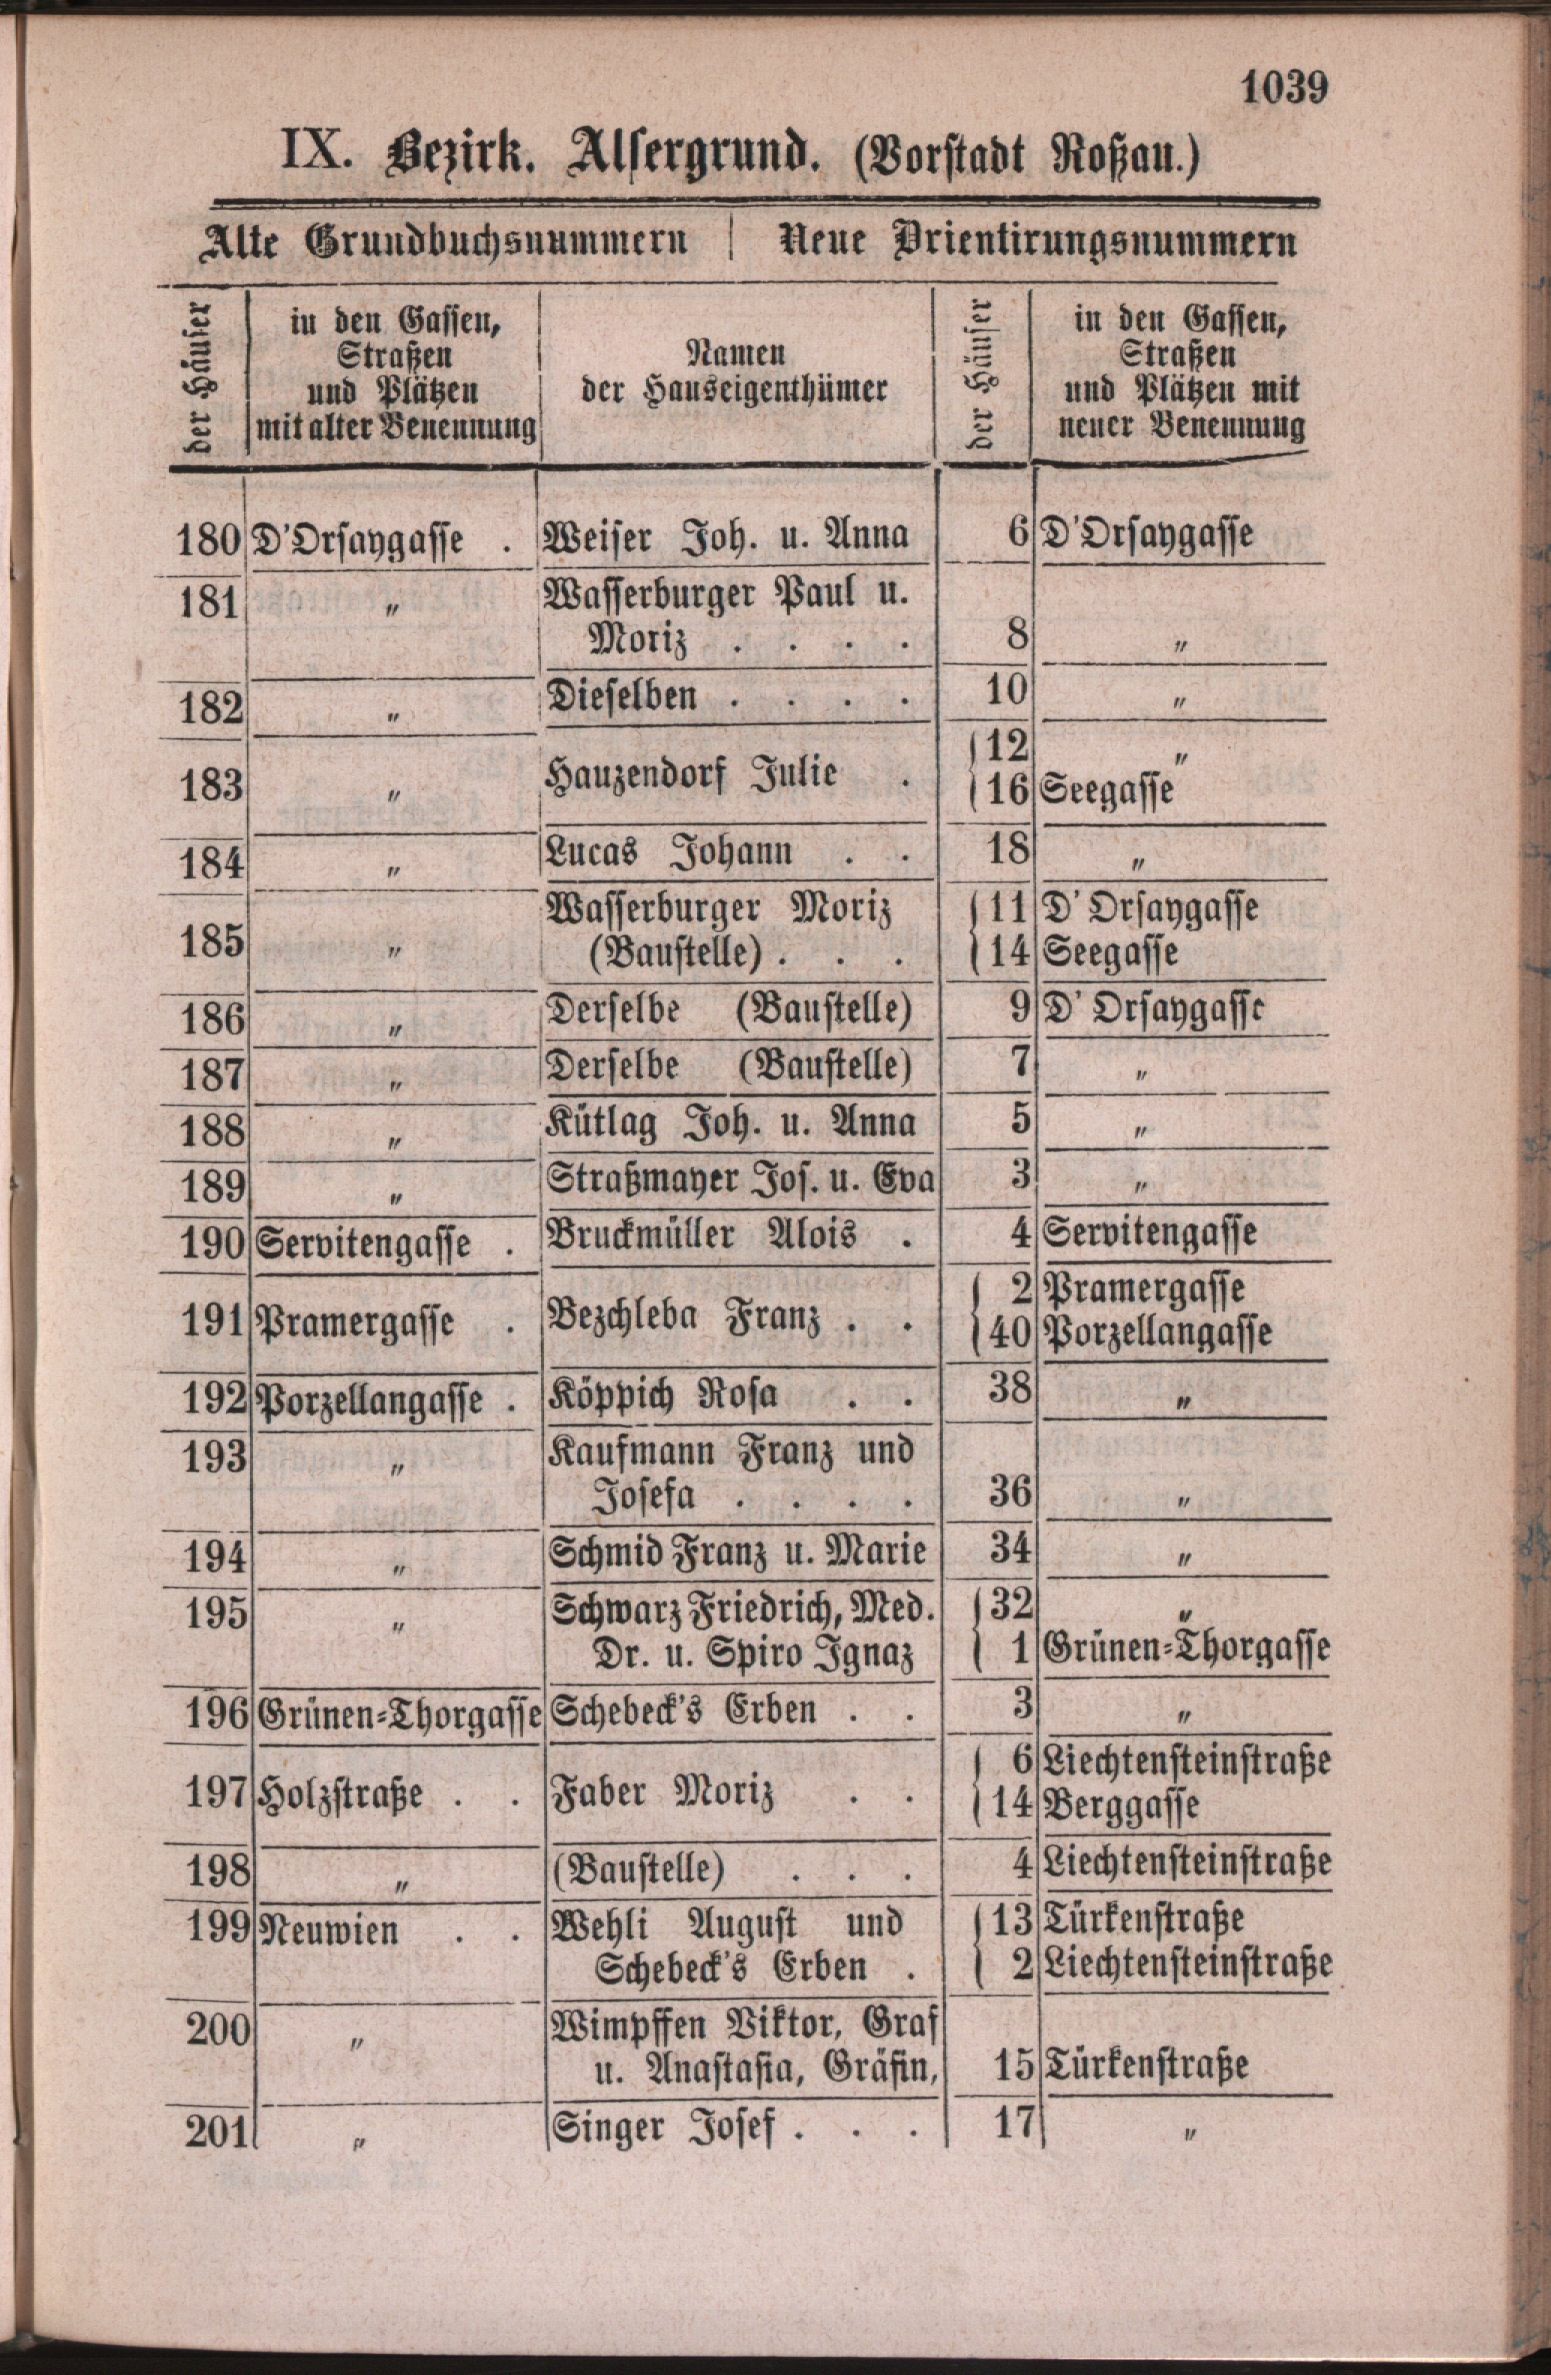 1039
IX. Bezirk. Alsergrund. (Vorstadt Roßau.)
Alte Grundbuchsnummern | Neue Orientirungsnummern
der Häuser
in den Gassen,
Straßen
und Plätzen
mit alter Benennung
Namen
der Hauseigenthümer
der Häuser
in den Gassen,
Straßen
und Plätzen mit
neuer Benennung
180 D'Orsaygasse . Weiser Joh. u. Anna 6 D'Orsaygasse
181 „ Wasserburger Paul u.
Moriz . . . . 8 „
182 „ Dieselben . . . . 10 „
183 „ Hauzendorf Julie . 12 „
16 Seegasse
184 „ Lucas Johann . . 18 „
185 „ Wasserburger Moriz 11 D'Orsaygasse
(Baustelle) . . . 14 Seegasse
186 „ Derselbe (Baustelle) 9 D'Orsaygasse
187 „ Derselbe (Baustelle) 7 „
188 „ Kütlag Joh. u. Anna 5 „
189 „ Straßmayer Jos. u. Eva 3 „
190 Servitengasse . Bruckmüller Alois . 4 Servitengasse
191 Pramergasse . Bezchleba Franz . . 2 Pramergasse
40 Porzellangasse
192 Porzellangasse . Köppich Rosa . . 38 „
193 „ Kaufmann Franz und
Josefa . . . . 36 „
194 „ Schmid Franz u. Marie 34 „
195 „ Schwarz Friedrich, Med. 32 „
Dr. u. Spiro Ignaz 1 Grünen-Thorgasse
196 Grünen-Thorgasse Schebeck's Erben . . 3 „
197 Holzstraße . . Faber Moriz . . 6 Liechtensteinstraße
14 Berggasse
198 „ (Baustelle) . . . 4 Liechtensteinstraße
199 Neuwien . . Wehli August und 13 Türkenstraße
Schebeck's Erben . 2 Liechtensteinstraße
200 „ Wimpffen Viktor, Graf
u. Anastasia, Gräfin, 15 Türkenstraße
201 „ Singer Josef . . . 17 „